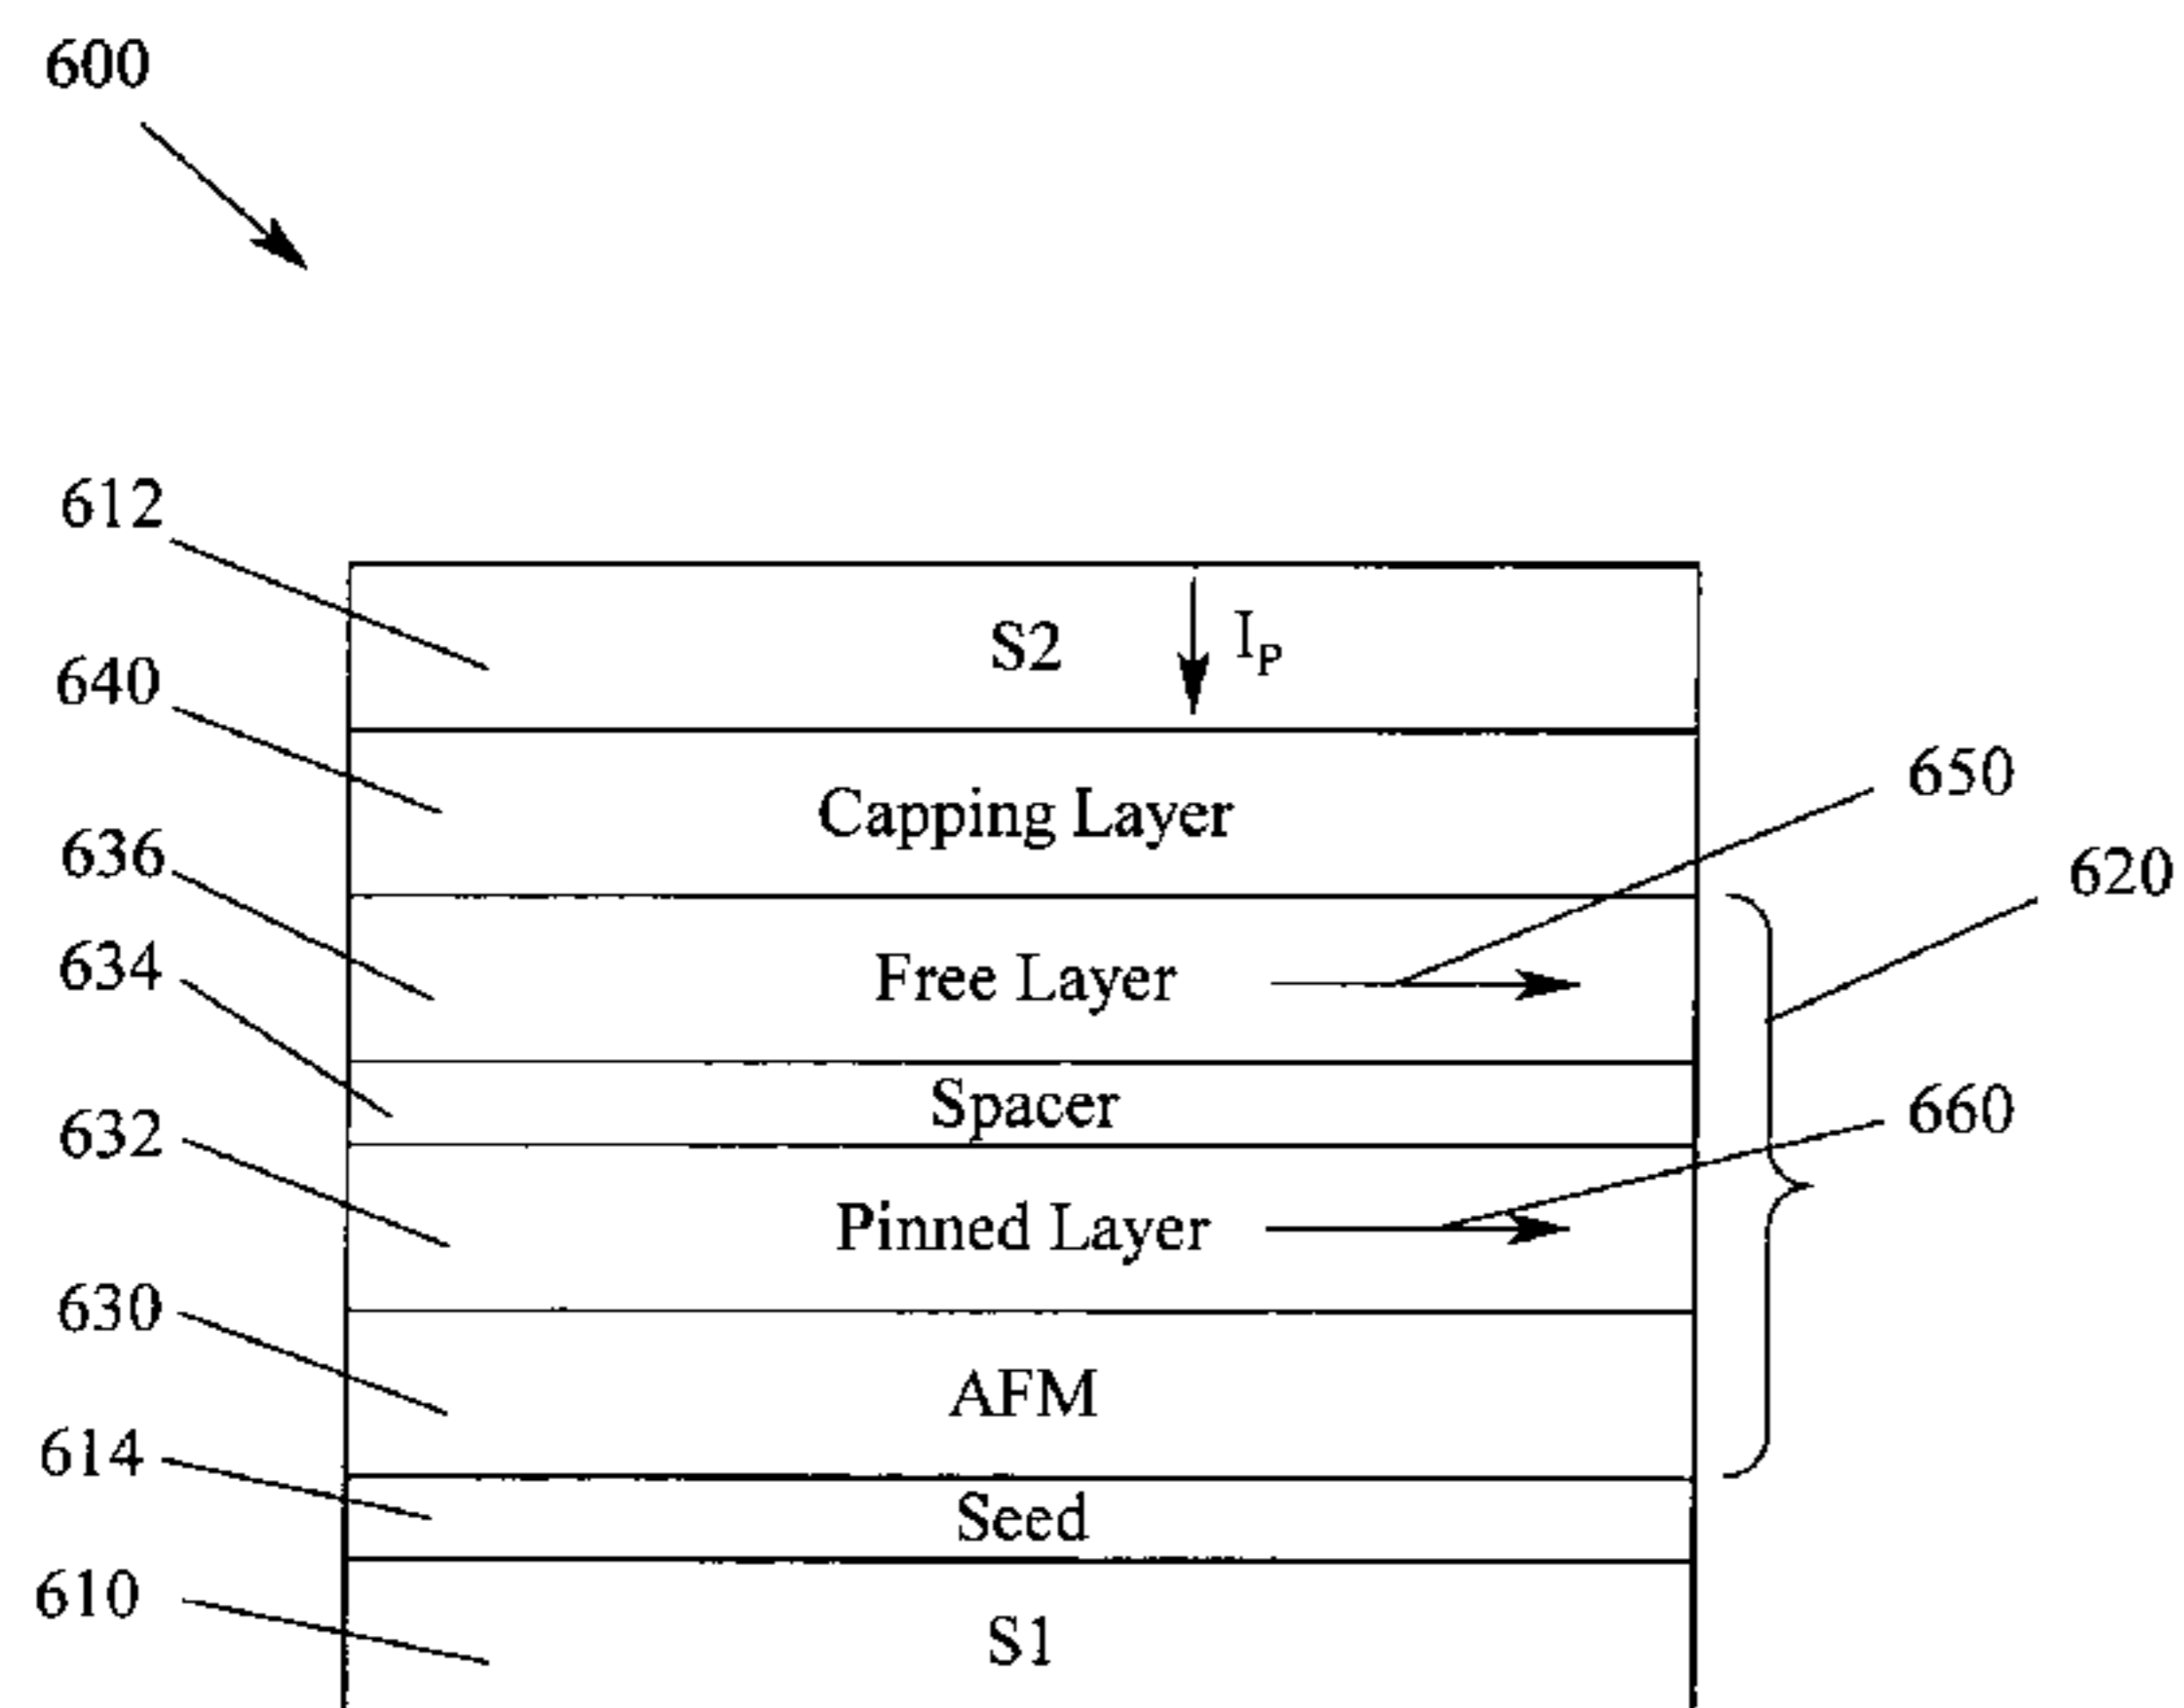 600
612
S2
I_P
640
Capping Layer
650
636
620
Free Layer
634
Spacer
660
632
Pinned Layer
630
AFM
614
Seed
610
S1